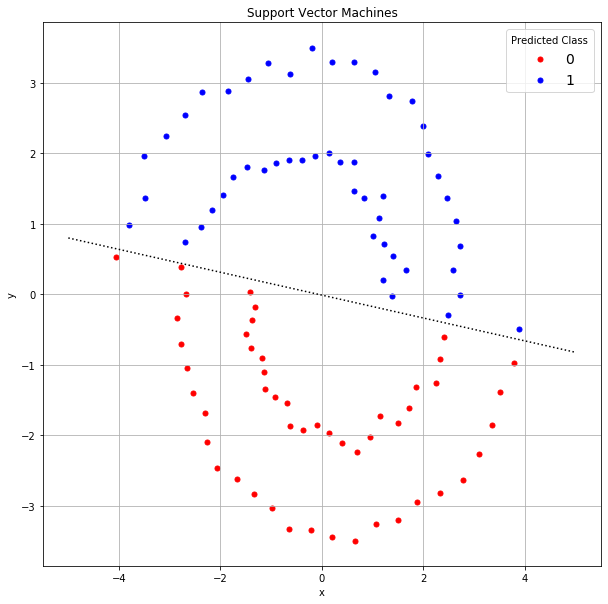 Support Vector Machines
Predicted Class
0
1
y
3
2
1
0
−1
−2
−3
−4 −2 0 2 4
x